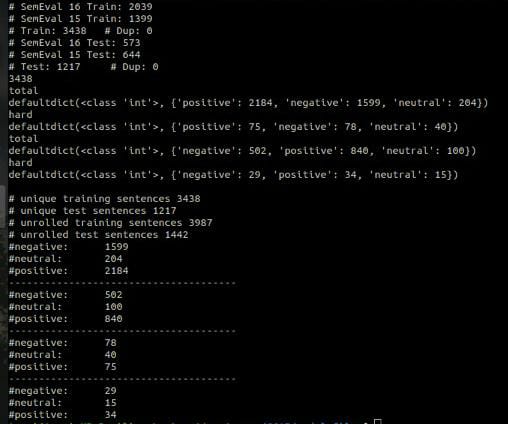 # SemEval 16 Train: 2039
# SemEval 15 Train: 1399
# Train: 3438   # Dup: 0
# SemEval 16 Test: 573
# SemEval 15 Test: 644
# Test: 1217     # Dup: 0
3438
total
defaultdict(<class 'int'>, {'positive': 2184, 'negative': 1599, 'neutral': 204})
hard
defaultdict(<class 'int'>, {'positive': 75, 'negative': 78, 'neutral': 40})
total
defaultdict(<class 'int'>, {'negative': 502, 'positive': 840, 'neutral': 100})
hard
defaultdict(<class 'int'>, {'negative': 29, 'positive': 34, 'neutral': 15})
# unique training sentences 3438
# unique test sentences 1217
# unrolled training sentences 3987
# unrolled test sentences 1442
#negative:      1599
#neutral:       204
#positive:      2184
------------------------------------
#negative:      502
#neutral:       100
#positive:      840
------------------------------------
#negative:      78
#neutral:       40
#positive:      75
------------------------------------
#negative:      29
#neutral:       15
#positive:      34